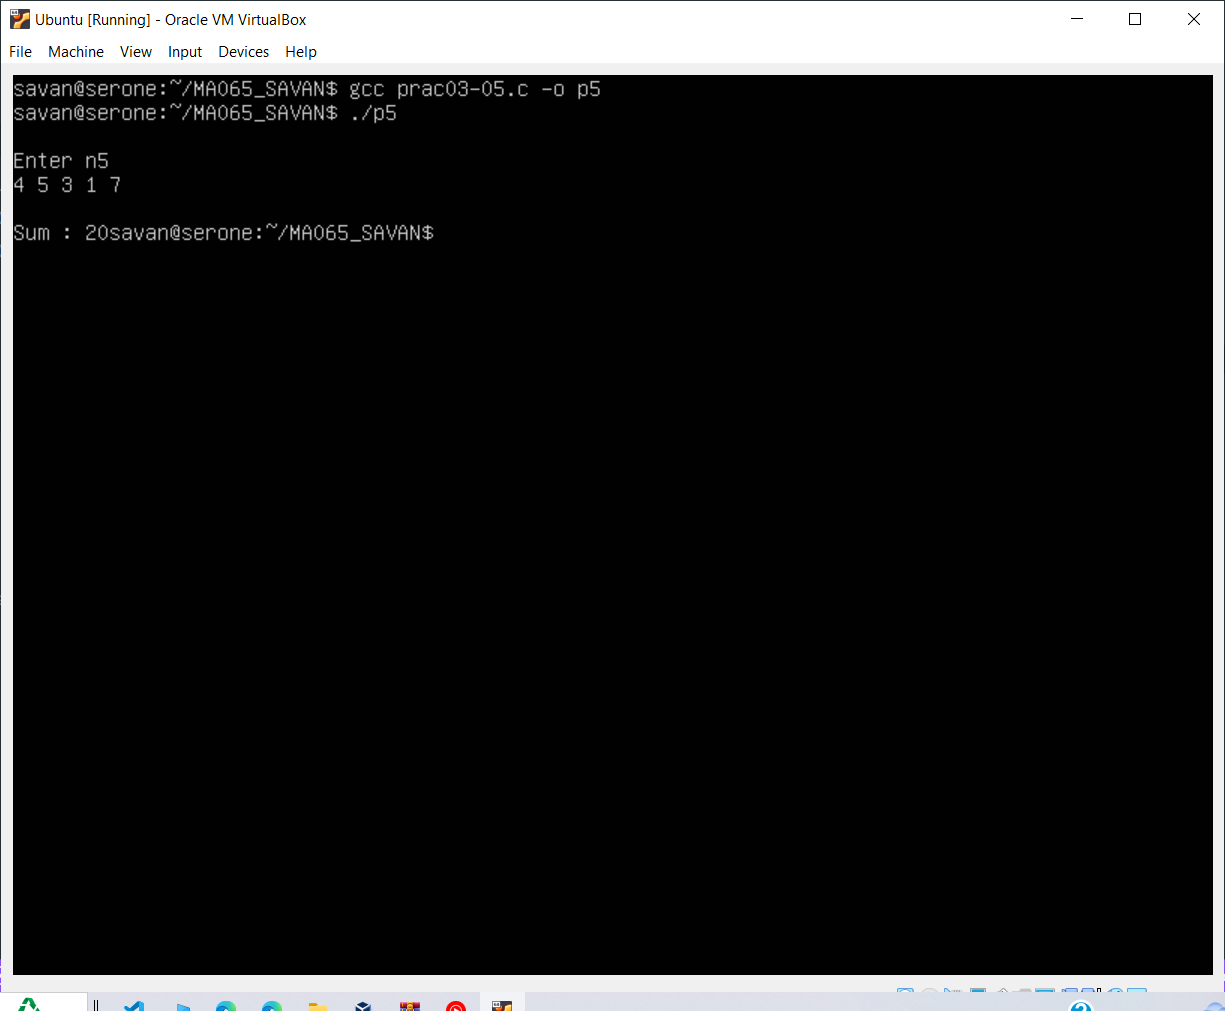 Ubuntu [Running] - Oracle VM VirtualBox
File Machine View Input Devices Help
savan@serone:~/MA065_SAVAN$ gcc prac03-05.c -o p5
savan@serone:~/MA065_SAVAN$ ./p5
Enter n5
4 5 3 1 7
Sum : 20savan@serone:~/MA065_SAVAN$